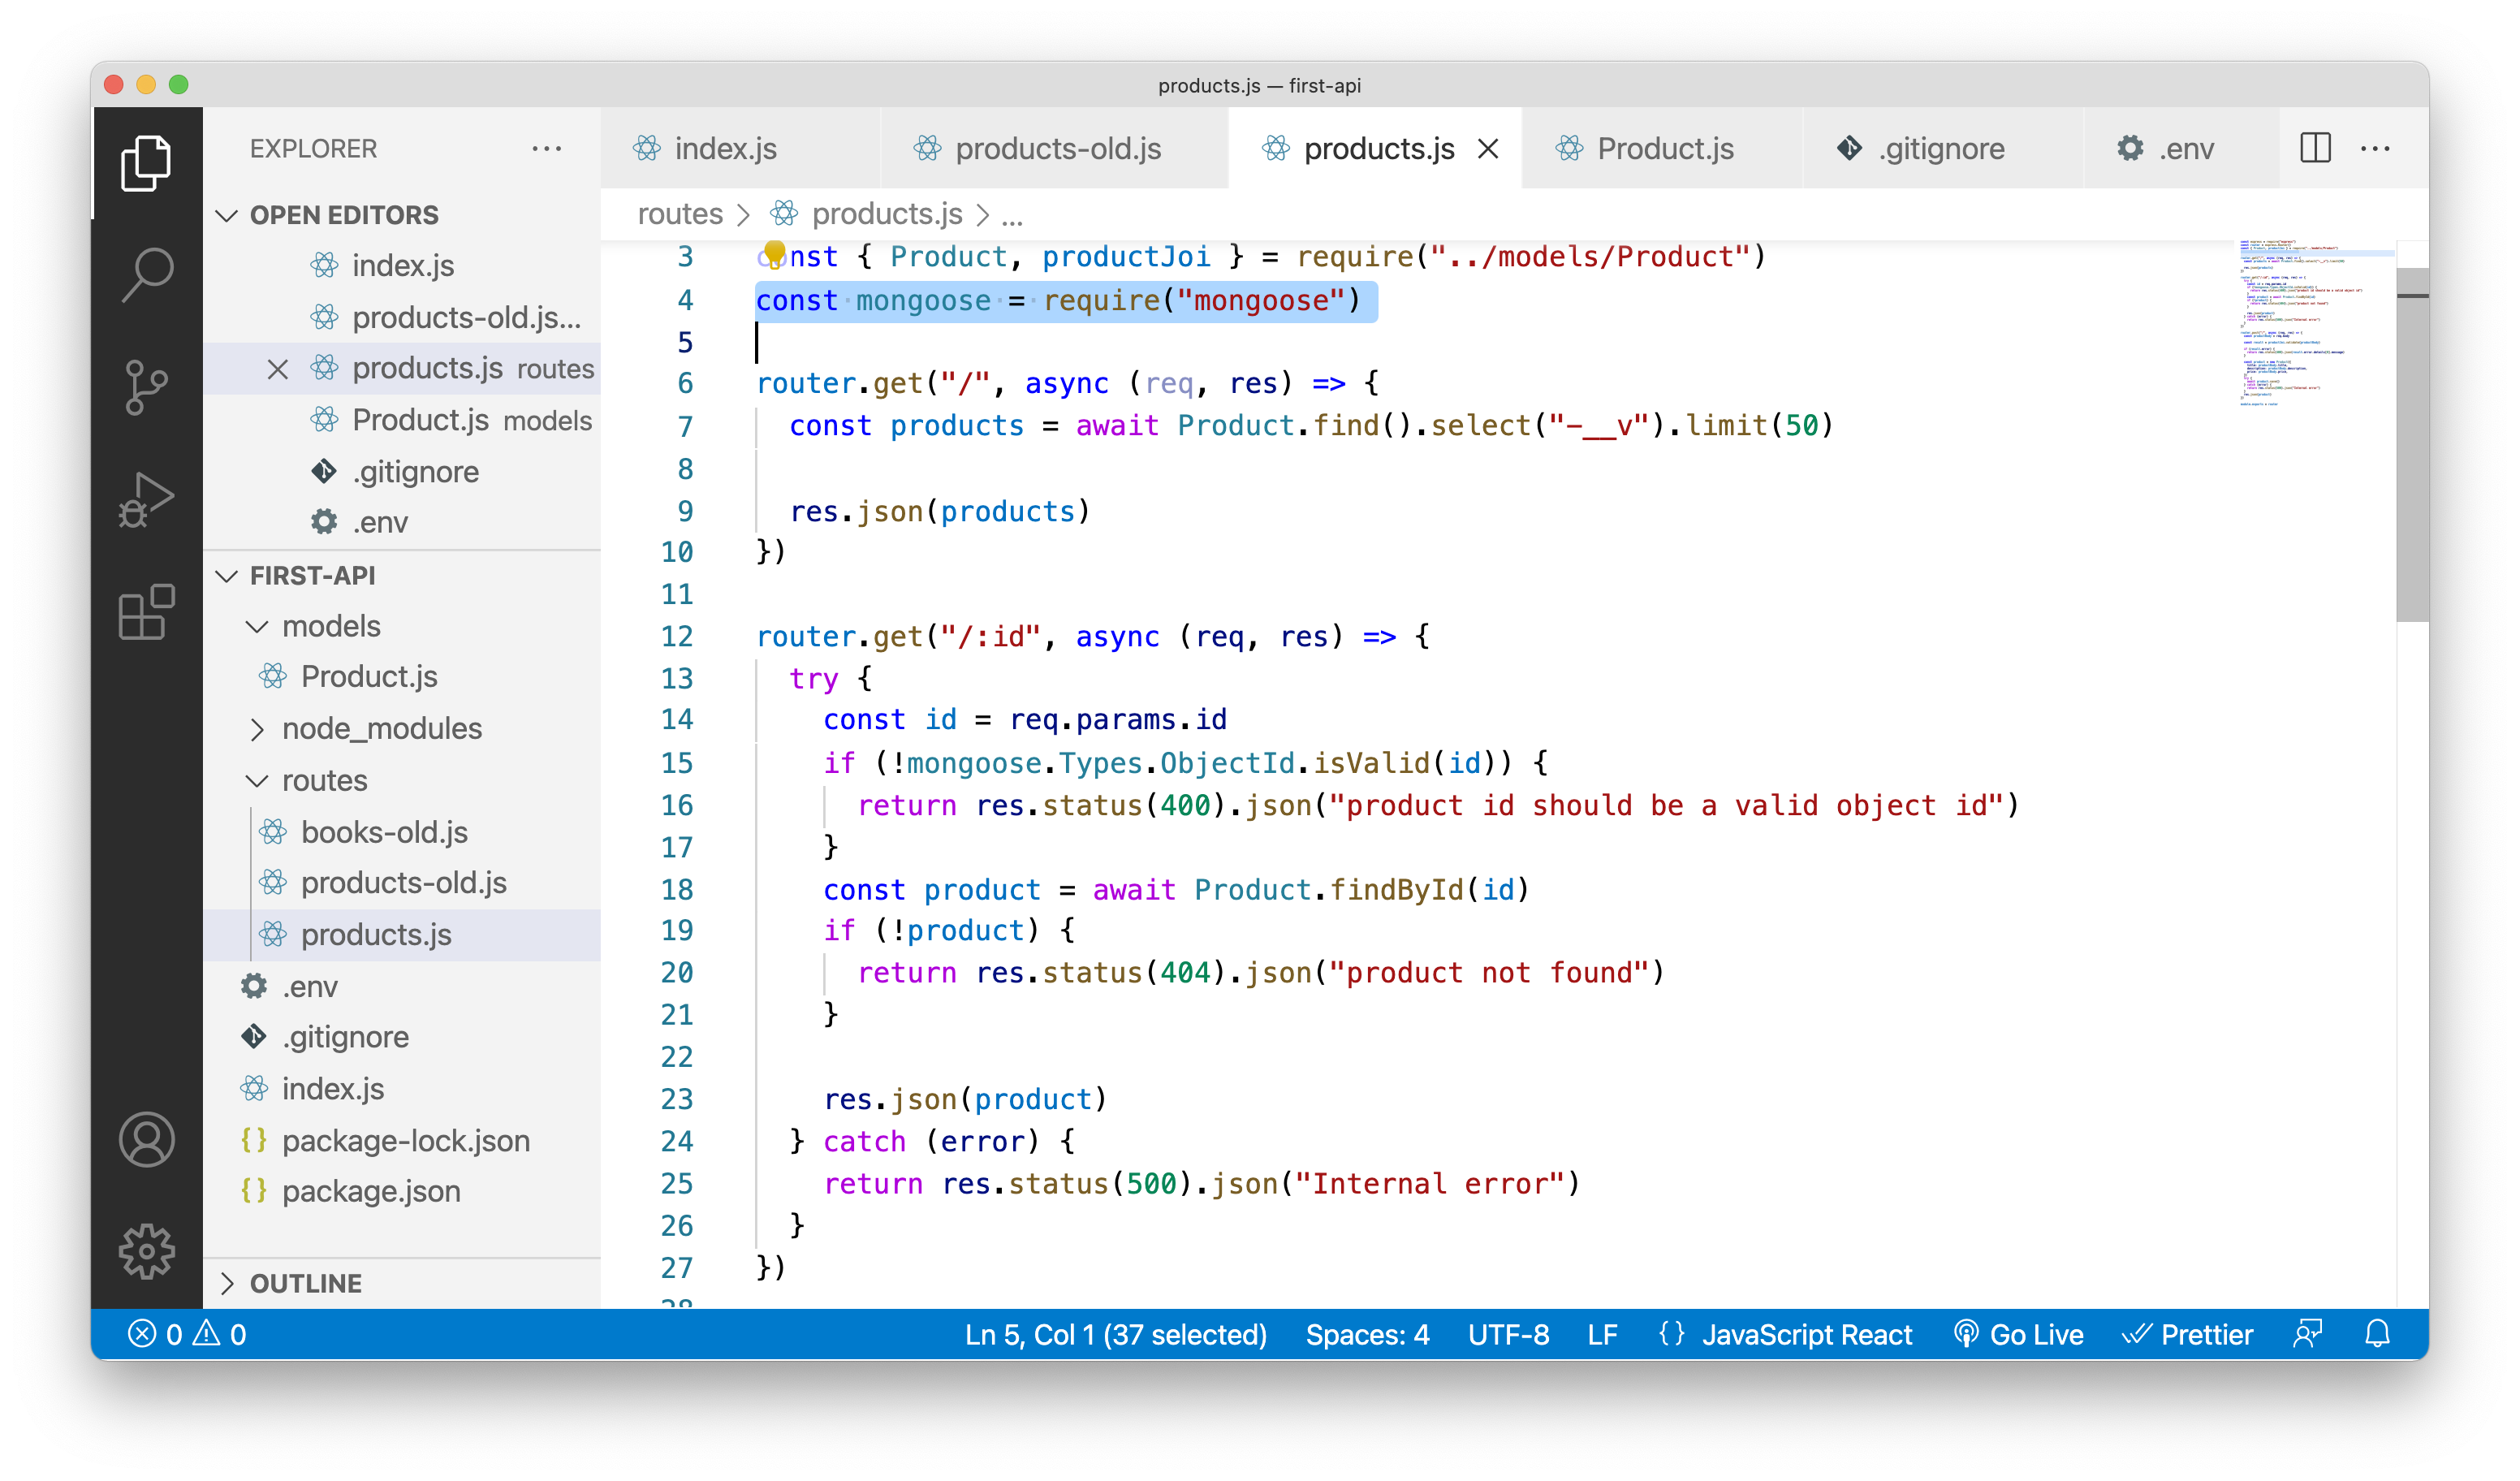 products.js — first-api
EXPLORER
index.js
products-old.js
products.js
Product.js
.gitignore
.env
OPEN EDITORS
index.js
products-old.js...
products.js routes
Product.js models
.gitignore
.env
FIRST-API
models
Product.js
node_modules
routes
books-old.js
products-old.js
products.js
.env
.gitignore
index.js
{} package-lock.json
{} package.json
OUTLINE
routes > products.js > ...
3 const { Product, productJoi } = require("../models/Product")
4 const mongoose = require("mongoose")
5
6 router.get("/", async (req, res) => {
7 const products = await Product.find().select("-__v").limit(50)
8
9 res.json(products)
10 })
11
12 router.get("/:id", async (req, res) => {
13 try {
14 const id = req.params.id
15 if (!mongoose.Types.ObjectId.isValid(id)) {
16 return res.status(400).json("product id should be a valid object id")
17 }
18 const product = await Product.findById(id)
19 if (!product) {
20 return res.status(404).json("product not found")
21 }
22
23 res.json(product)
24 } catch (error) {
25 return res.status(500).json("Internal error")
26 }
27 })
28
0 0 Ln 5, Col 1 (37 selected) Spaces: 4 UTF-8 LF {} JavaScript React Go Live Prettier